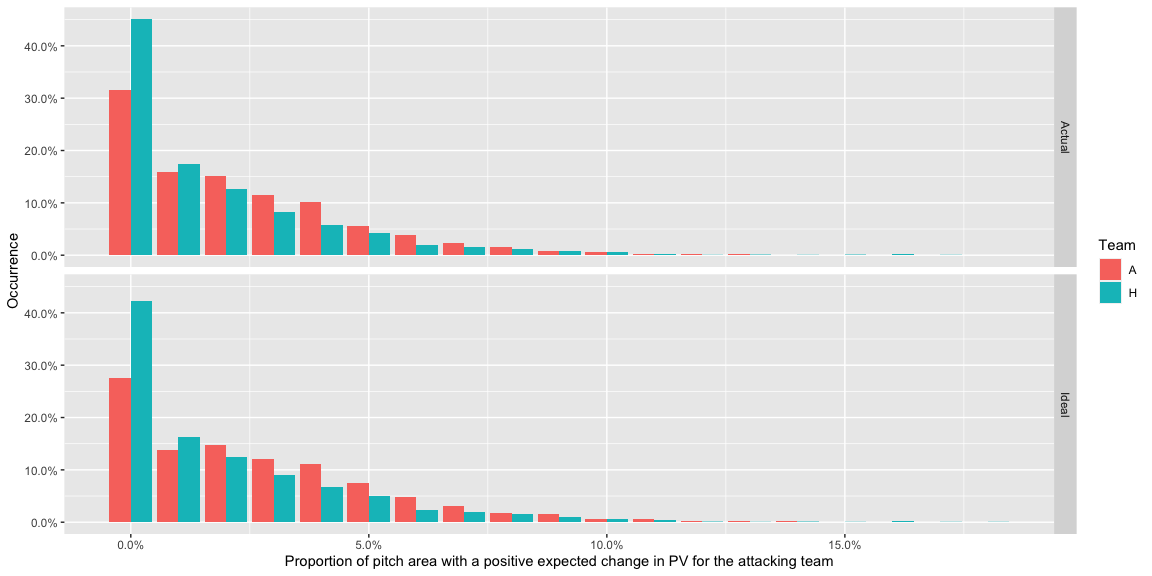 40.0%
30.0%
20.0%
10.0%
0.0%
Actual
40.0%
30.0%
20.0%
10.0%
0.0%
Ideal
Occurrence
0.0% 5.0% 10.0% 15.0%
Proportion of pitch area with a positive expected change in PV for the attacking team
Team
A
H